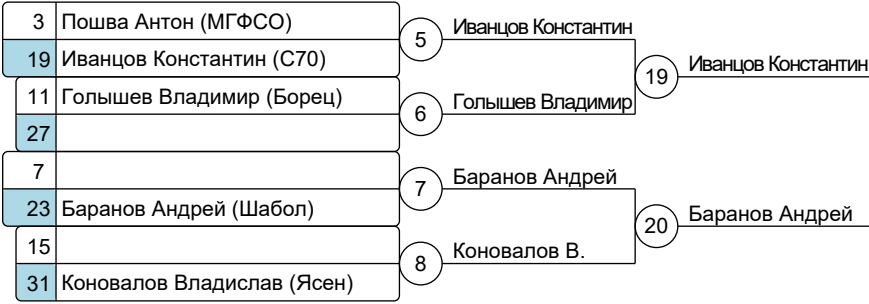 3 Пошва Антон (МГФСО)
19 Иванцов Константин (С70)
5 Иванцов Константин
11 Голышев Владимир (Борец)
27
6 Голышев Владимир
19 Иванцов Константин
7
23 Баранов Андрей (Шабол)
7 Баранов Андрей
15
31 Коновалов Владислав (Ясен)
8 Коновалов В.
20 Баранов Андрей